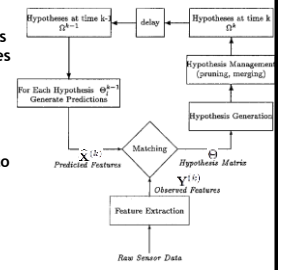 s
es
o
Hypotheses at time k-1
Ω^{k-1}
delay
Hypotheses at time k
Ω^k
For Each Hypothesis Θ_i^{k-1}
Generate Predictions
Hypothesis Management
(pruning, merging)
Hypothesis Generation
Matching
X̂^{(k)}
Predicted Features
Θ
Hypothesis Matrix
Y^{(k)}
Observed Features
Feature Extraction
Raw Sensor Data